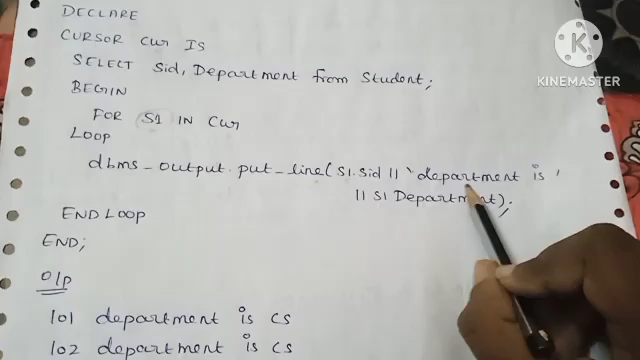 DECLARE
CURSOR Cur IS
SELECT Sid, Department from Student;
BEGIN
FOR S1 IN Cur
LOOP
dbms_output.put_line(S1.Sid || ' department is '
|| S1 Department);
END LOOP
END;
O/P
101 department is CS
102 department is CS
KINEMASTER